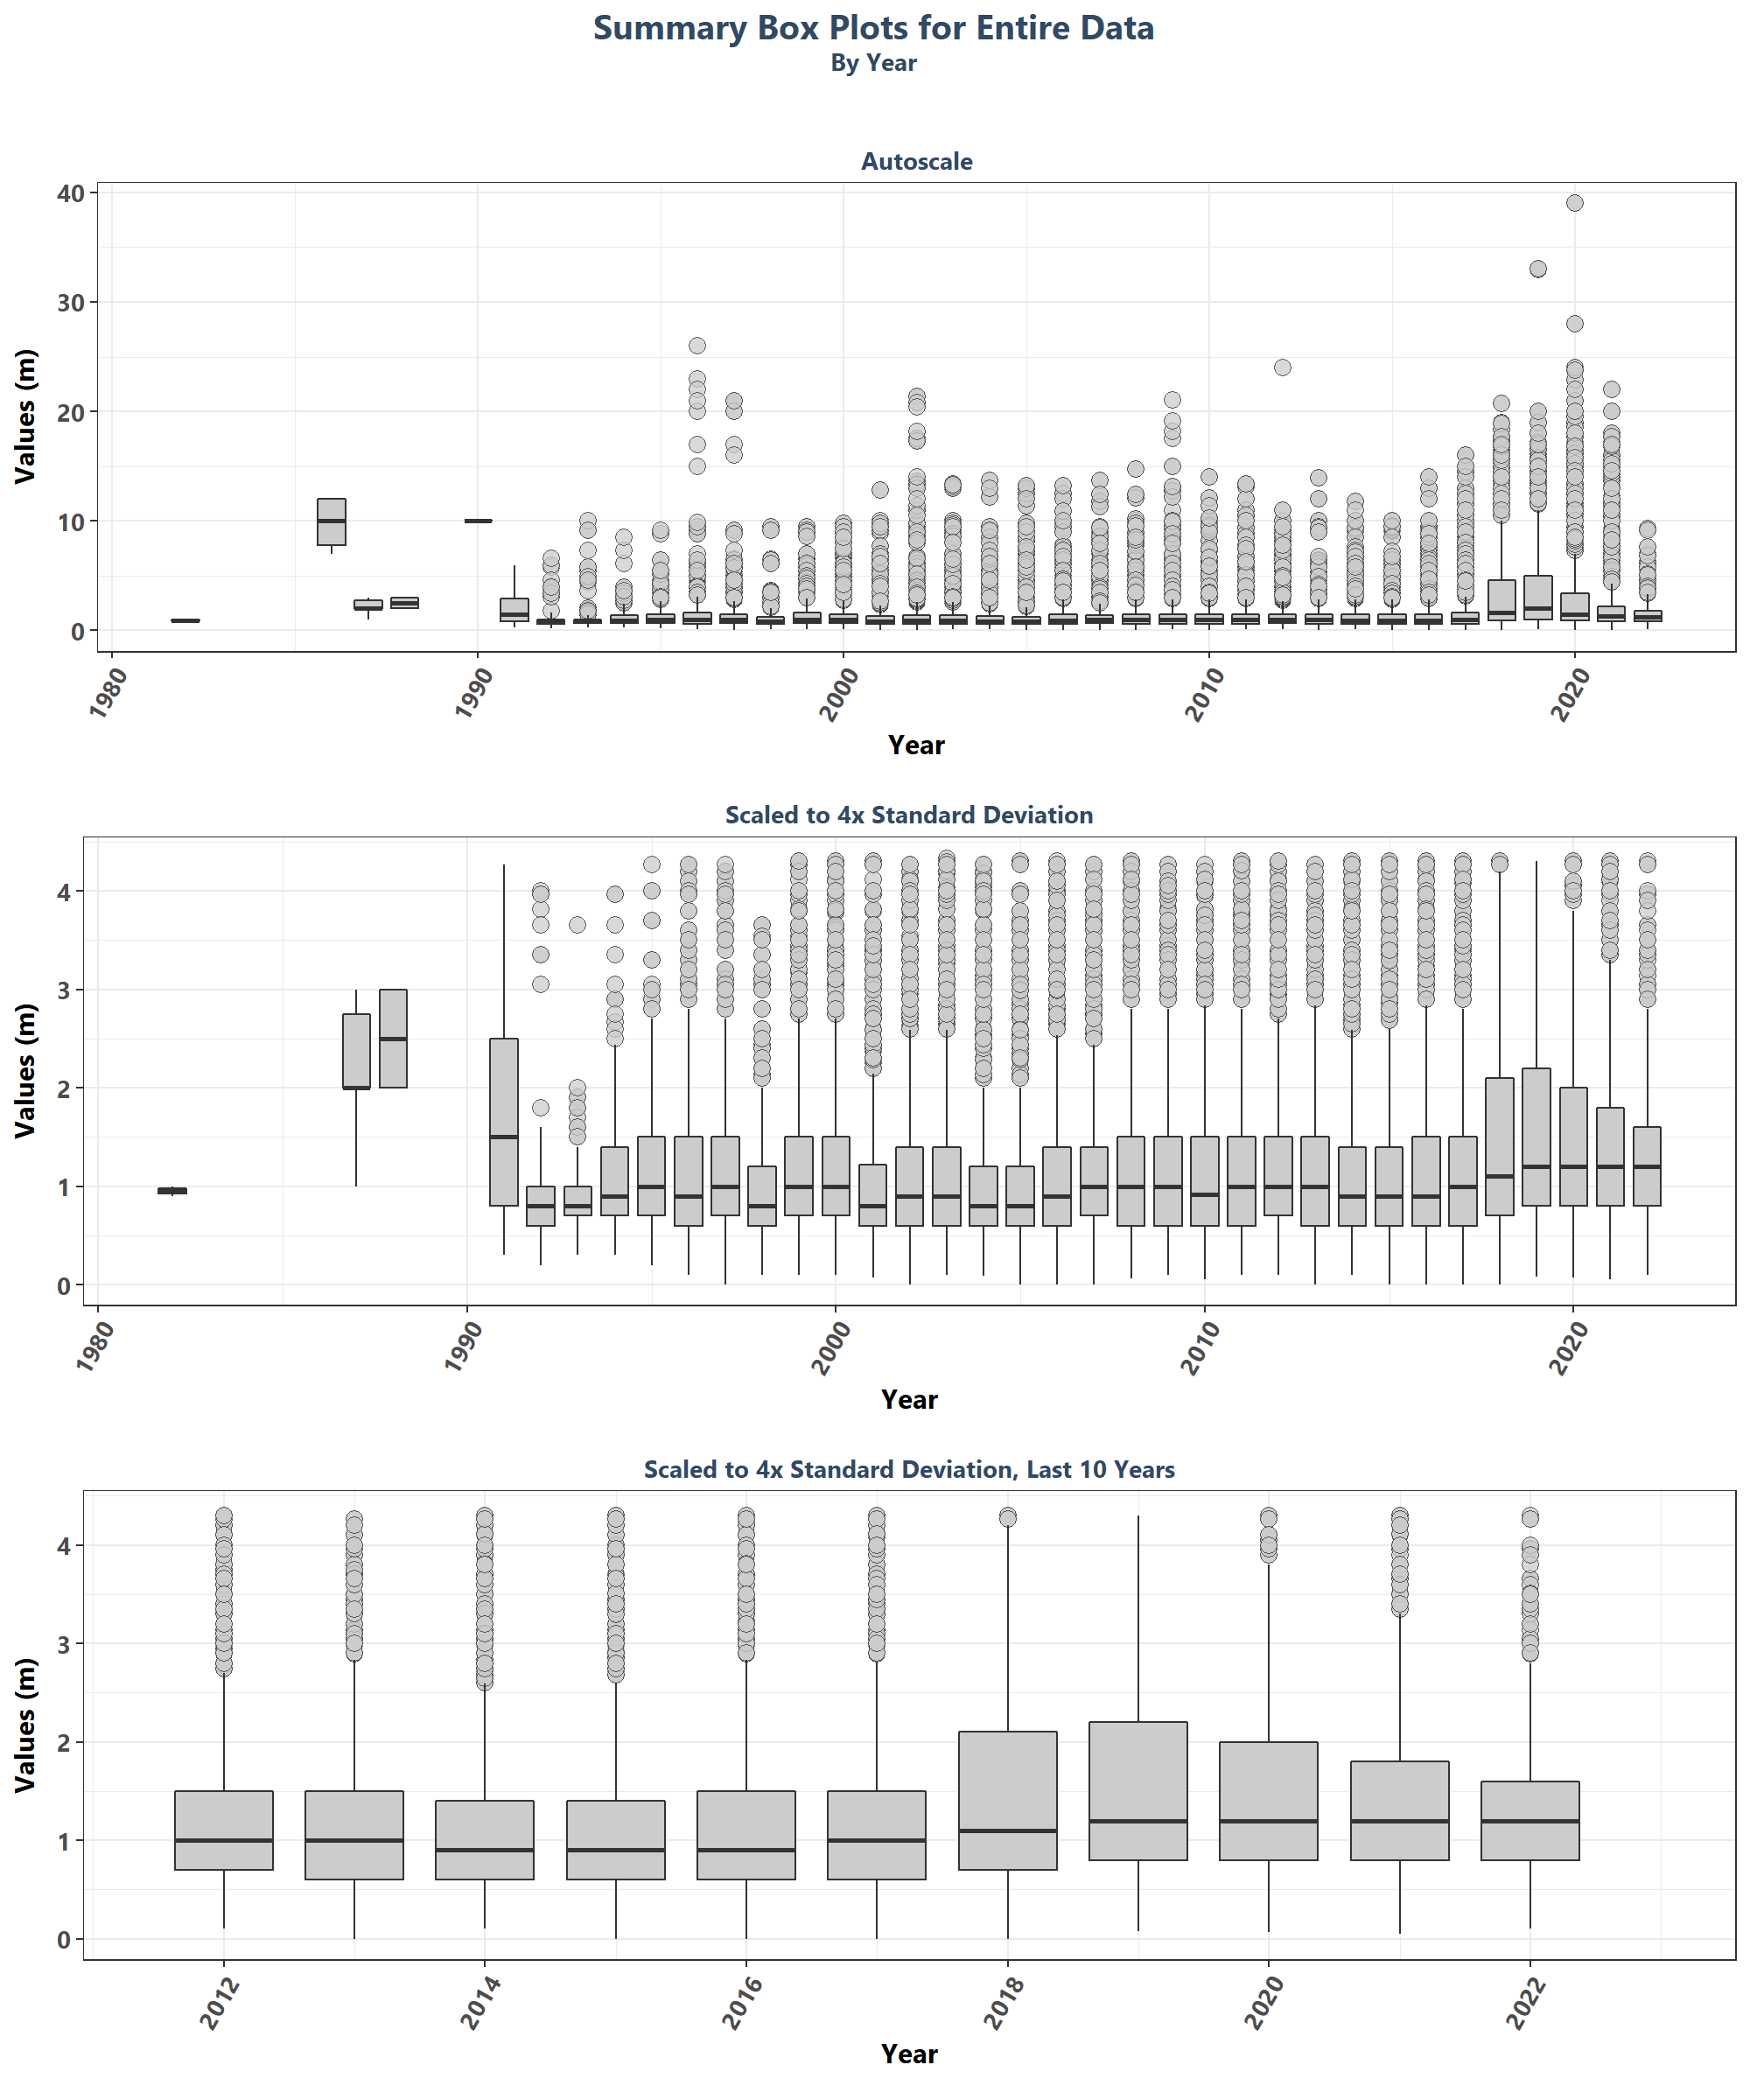 Summary Box Plots for Entire Data
By Year
Autoscale
Values (m)
40
30
20
10
0
1980
1990
2000
2010
2020
Year
Scaled to 4x Standard Deviation
Values (m)
4
3
2
1
0
1980
1990
2000
2010
2020
Year
Scaled to 4x Standard Deviation, Last 10 Years
Values (m)
4
3
2
1
0
2012
2014
2016
2018
2020
2022
Year